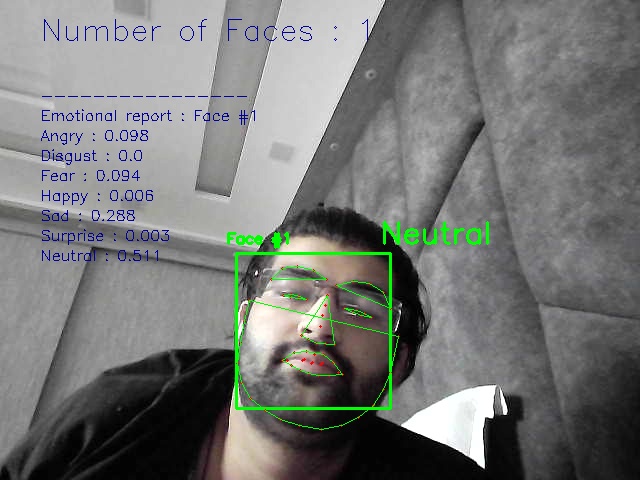 Number of Faces : 1
________________
Emotional report : Face #1
Angry : 0.098
Disgust : 0.0
Fear : 0.094
Happy : 0.006
Sad : 0.288
Surprise : 0.003
Neutral : 0.511
Face #1
Neutral